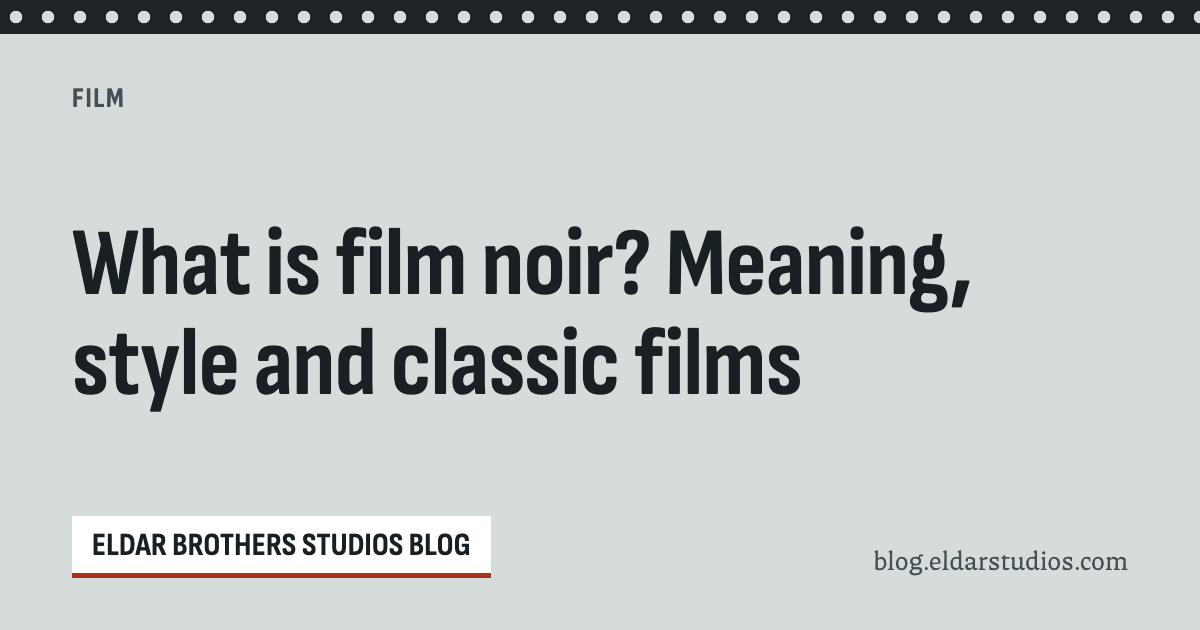 FILM
What is film noir? Meaning,
style and classic films
ELDAR BROTHERS STUDIOS BLOG
blog.eldarstudios.com